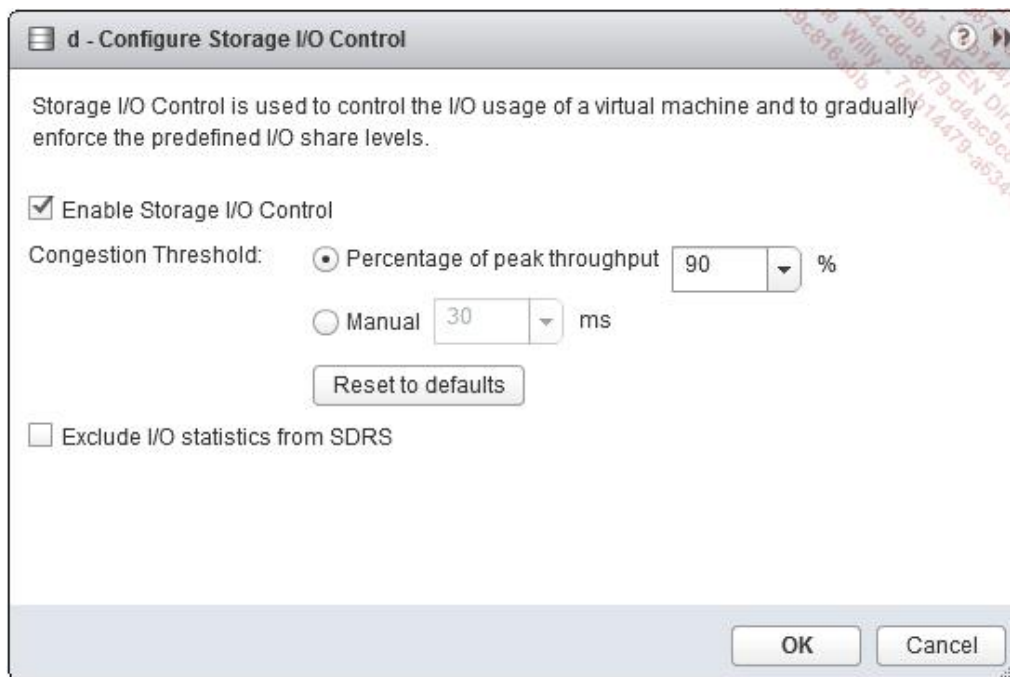 d - Configure Storage I/O Control
?
Storage I/O Control is used to control the I/O usage of a virtual machine and to gradually
enforce the predefined I/O share levels.
Enable Storage I/O Control
Congestion Threshold: Percentage of peak throughput 90 %
Manual 30 ms
Reset to defaults
Exclude I/O statistics from SDRS
OK Cancel